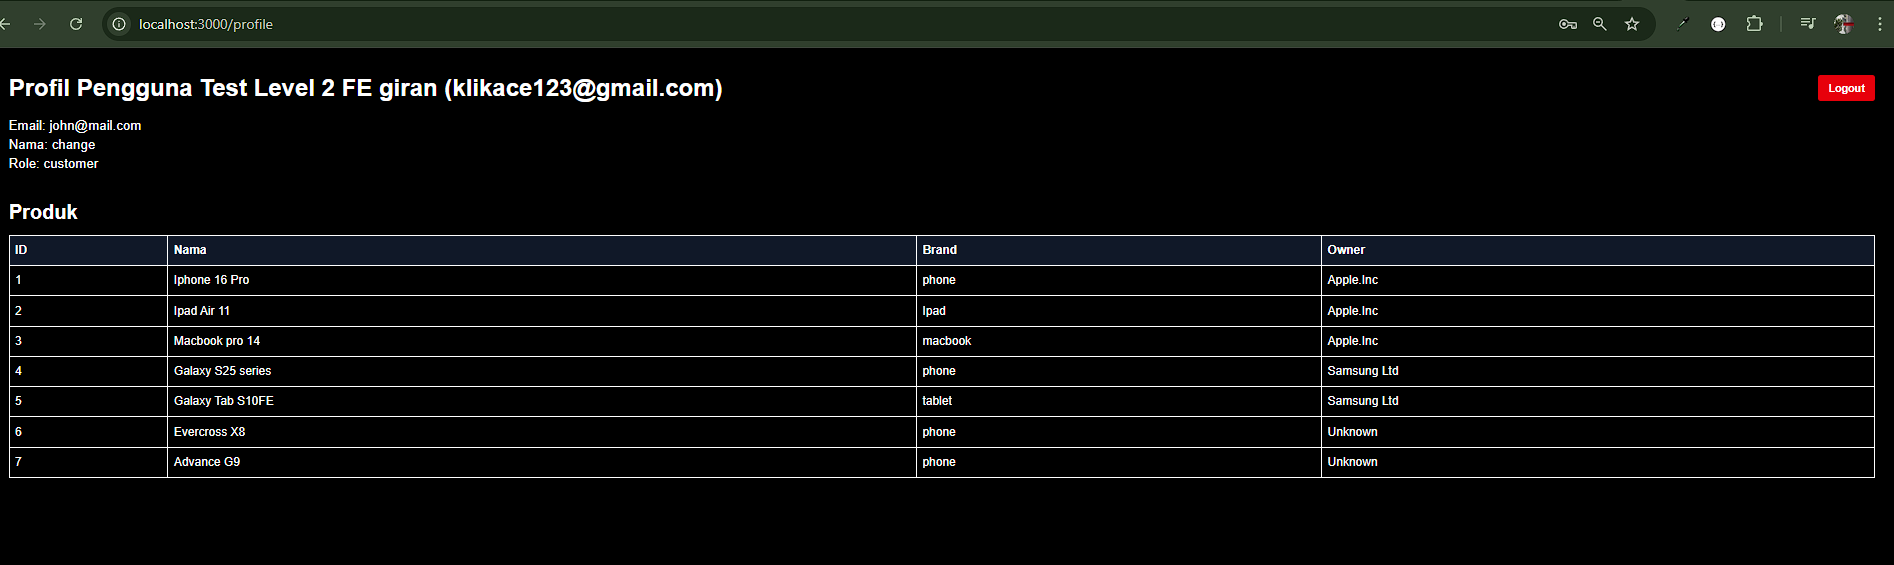 localhost:3000/profile
Profil Pengguna Test Level 2 FE giran (klikace123@gmail.com)
Logout
Email: john@mail.com
Nama: change
Role: customer
Produk
ID Nama Brand Owner
1 Iphone 16 Pro phone Apple.Inc
2 Ipad Air 11 Ipad Apple.Inc
3 Macbook pro 14 macbook Apple.Inc
4 Galaxy S25 series phone Samsung Ltd
5 Galaxy Tab S10FE tablet Samsung Ltd
6 Evercross X8 phone Unknown
7 Advance G9 phone Unknown